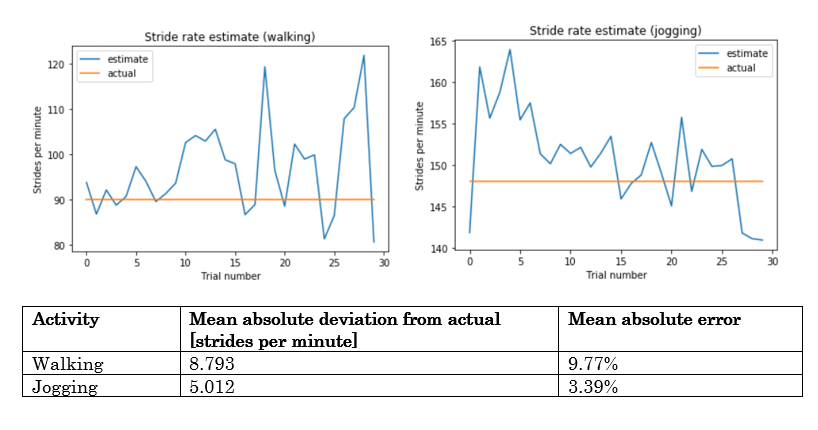 Stride rate estimate (walking)
estimate
actual
120
110
100
90
80
Strides per minute
0 5 10 15 20 25 30
Trial number
Stride rate estimate (jogging)
estimate
actual
165
160
155
150
145
140
Strides per minute
0 5 10 15 20 25 30
Trial number
Activity Mean absolute deviation from actual Mean absolute error
[strides per minute]
Walking 8.793 9.77%
Jogging 5.012 3.39%